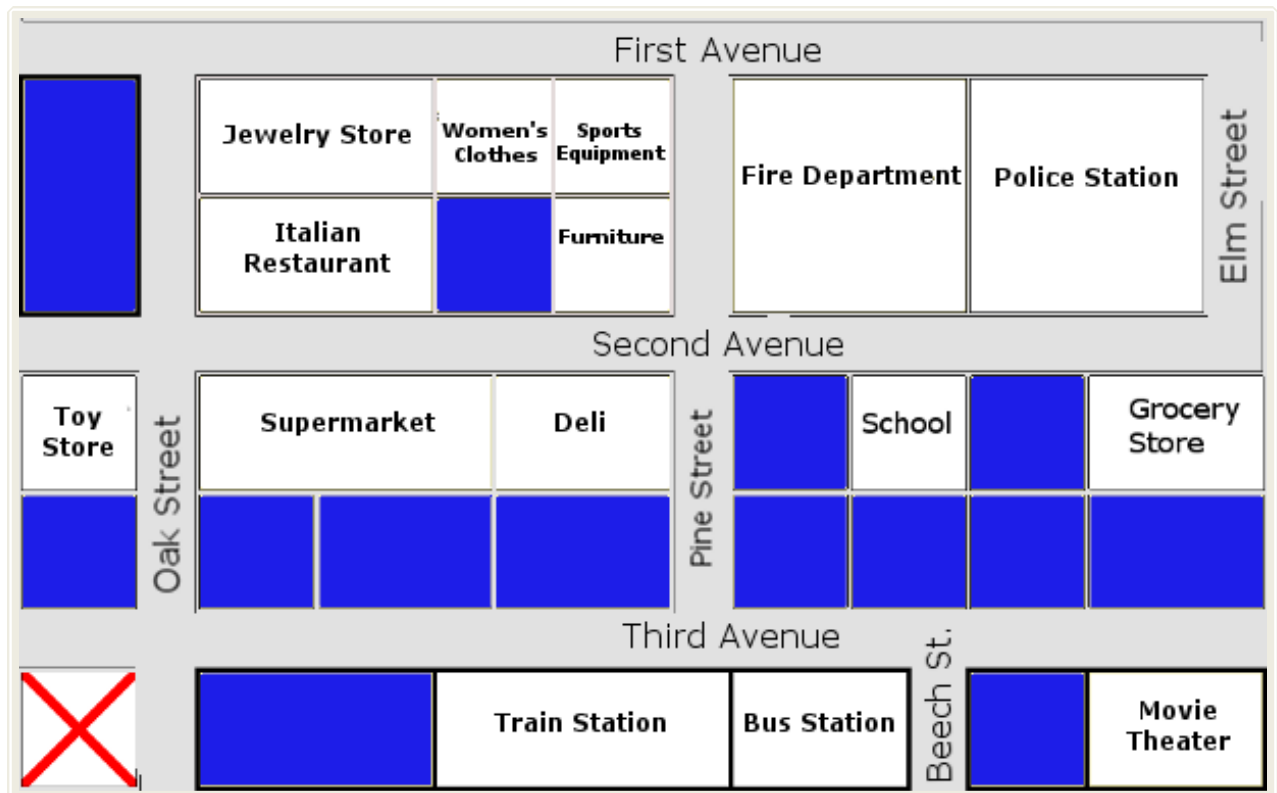 First Avenue
Jewelry Store
Women's
Clothes
Sports
Equipment
Fire Department
Police Station
Elm Street
Italian
Restaurant
Furniture
Second Avenue
Toy
Store
Oak Street
Supermarket
Deli
Pine Street
School
Grocery
Store
Third Avenue
Train Station
Bus Station
Beech St.
Movie
Theater